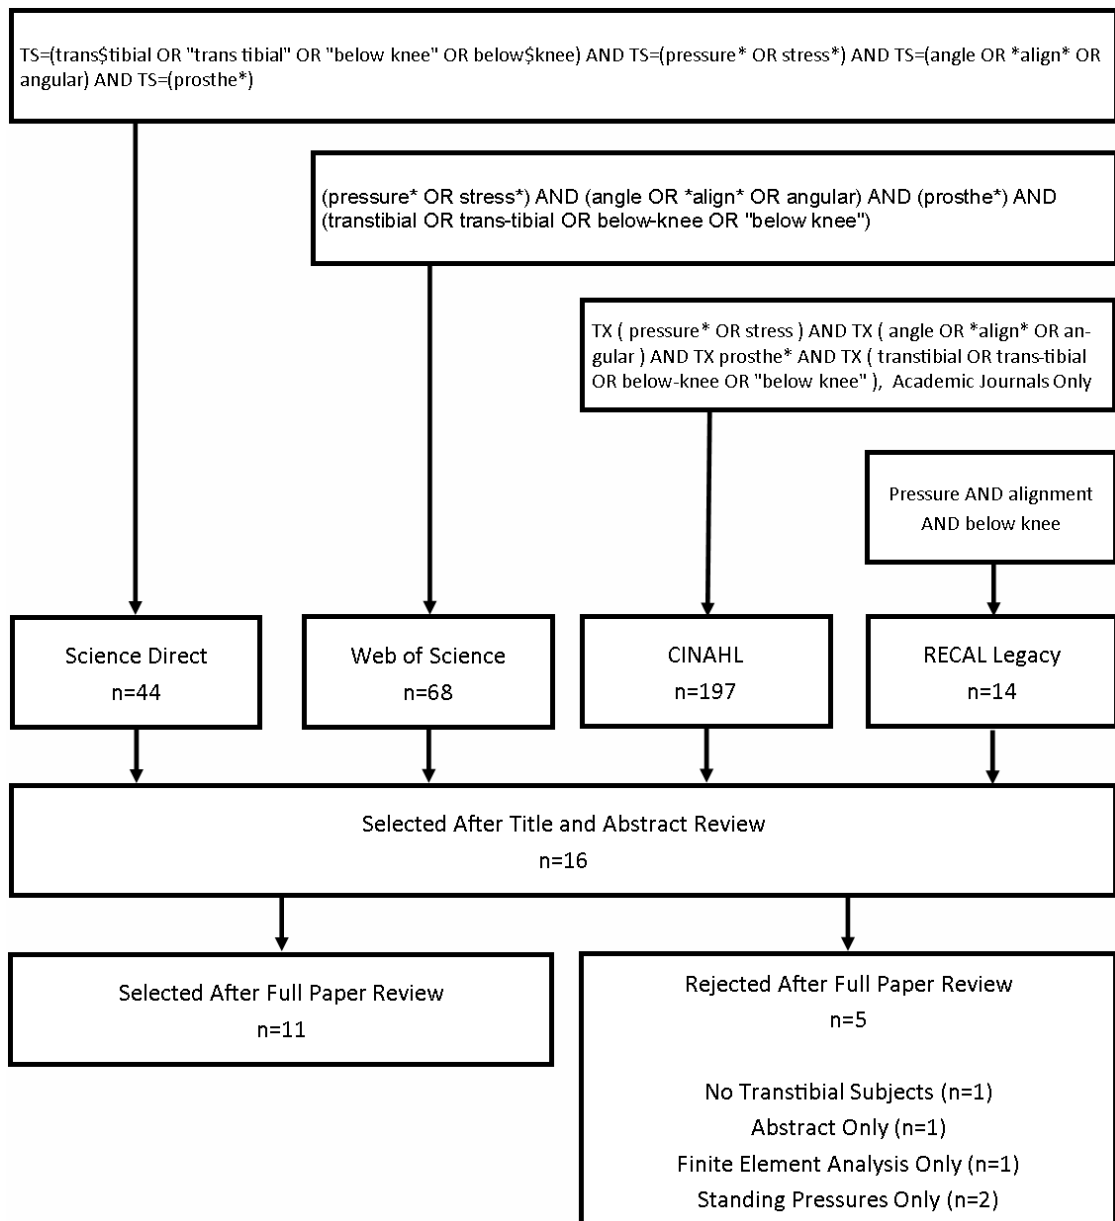 TS=(trans$tibial OR "trans tibial" OR "below knee" OR below$knee) AND TS=(pressure* OR stress*) AND TS=(angle OR *align* OR
angular) AND TS=(prosthe*)
(pressure* OR stress*) AND (angle OR *align* OR angular) AND (prosthe*) AND
(transtibial OR trans-tibial OR below-knee OR "below knee")
TX ( pressure* OR stress ) AND TX ( angle OR *align* OR an-
gular ) AND TX prosthe* AND TX ( transtibial OR trans-tibial
OR below-knee OR "below knee" ), Academic Journals Only
Pressure AND alignment
AND below knee
Science Direct
n=44
Web of Science
n=68
CINAHL
n=197
RECAL Legacy
n=14
Selected After Title and Abstract Review
n=16
Selected After Full Paper Review
n=11
Rejected After Full Paper Review
n=5
No Transtibial Subjects (n=1)
Abstract Only (n=1)
Finite Element Analysis Only (n=1)
Standing Pressures Only (n=2)